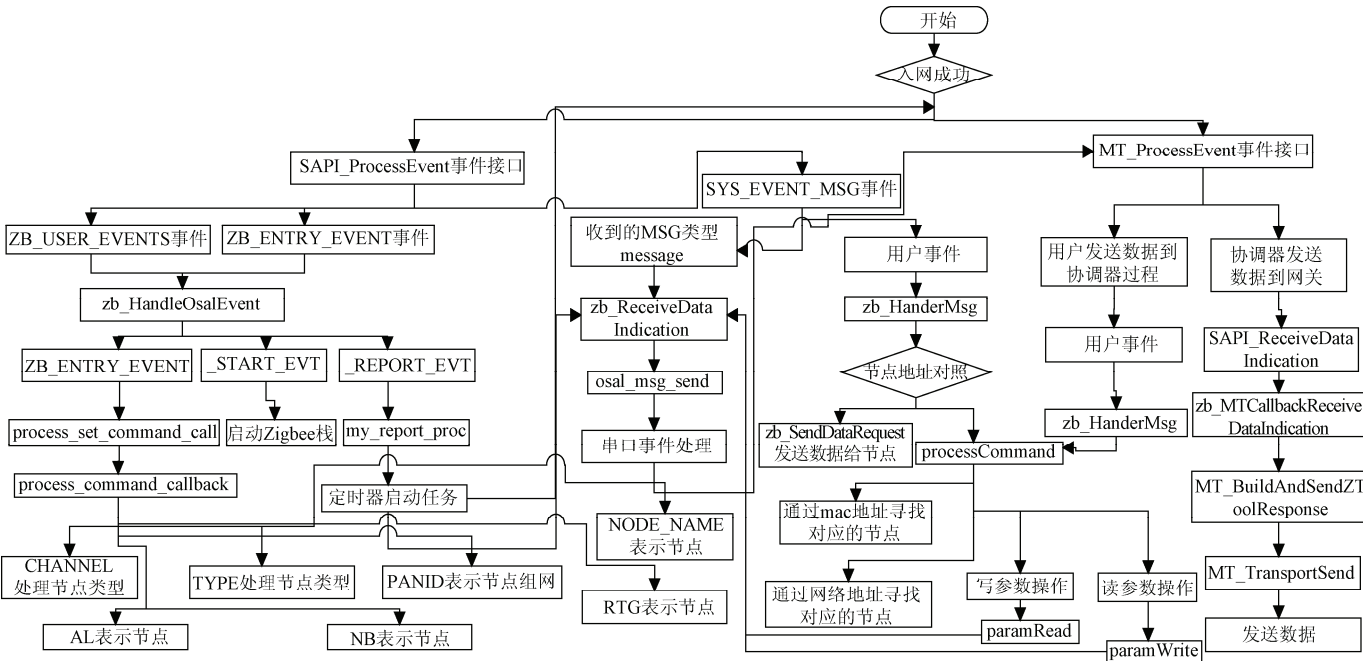 开始
入网成功
SAPI_ProcessEvent事件接口
MT_ProcessEvent事件接口
SYS_EVENT_MSG事件
ZB_USER_EVENTS事件
ZB_ENTRY_EVENT事件
收到的MSG类型
message
用户事件
用户发送数据到
协调器过程
协调器发送
数据到网关
zb_HandleOsalEvent
zb_ReceiveData
Indication
zb_HanderMsg
用户事件
SAPI_ReceiveData
Indication
ZB_ENTRY_EVENT
_START_EVT
_REPORT_EVT
osal_msg_send
节点地址对照
zb_HanderMsg
zb_MTCallbackReceive
DataIndication
process_set_command_call
启动Zigbee栈
my_report_proc
串口事件处理
zb_SendDataRequest
发送数据给节点
processCommand
process_command_callback
定时器启动任务
MT_BuildAndSendZT
oolResponse
NODE_NAME
表示节点
通过mac地址寻找
对应的节点
CHANNEL
处理节点类型
TYPE处理节点类型
PANID表示节点组网
RTG表示节点
通过网络地址寻找
对应的节点
写参数操作
读参数操作
MT_TransportSend
AL表示节点
NB表示节点
paramRead
paramWrite
发送数据